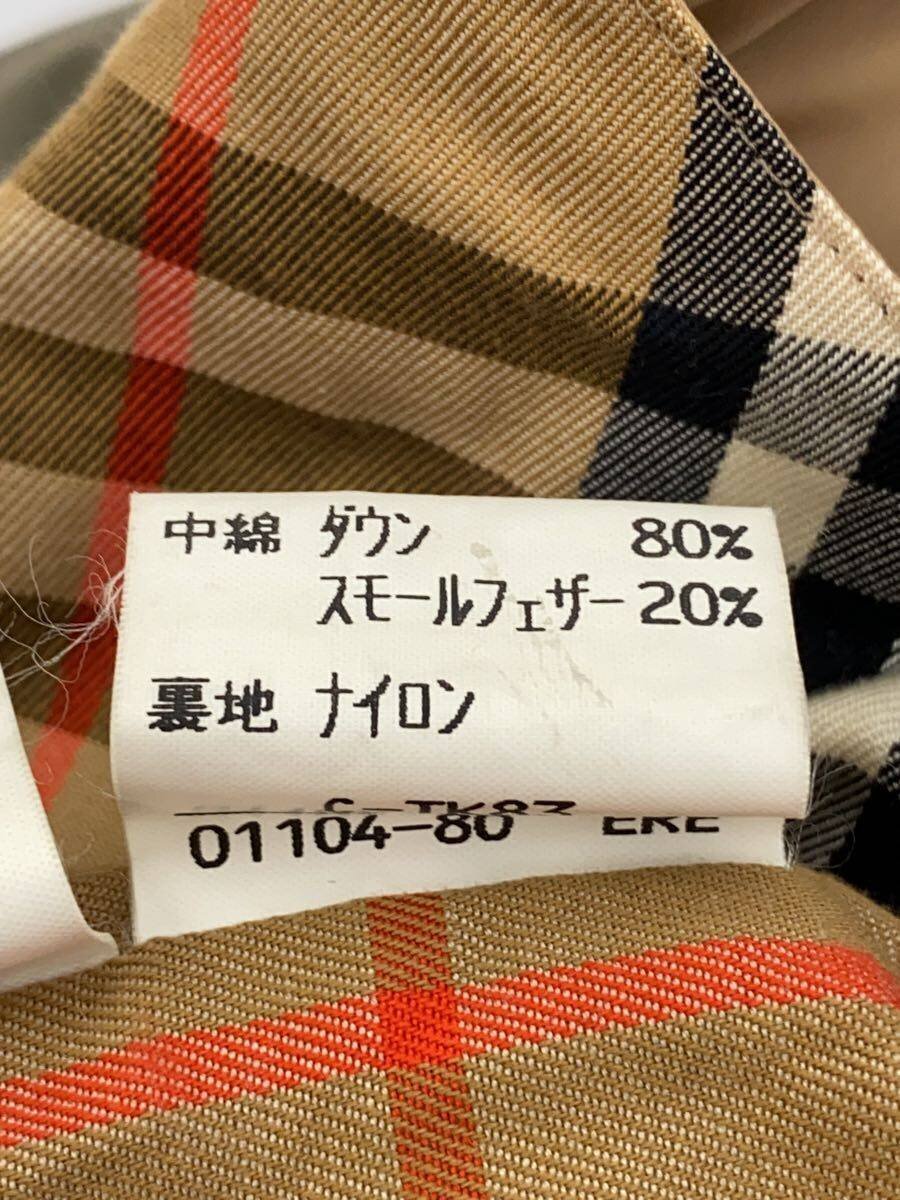 中綿 ダウン 80%
スモールフェザー 20%
裏地 ナイロン
01104-80